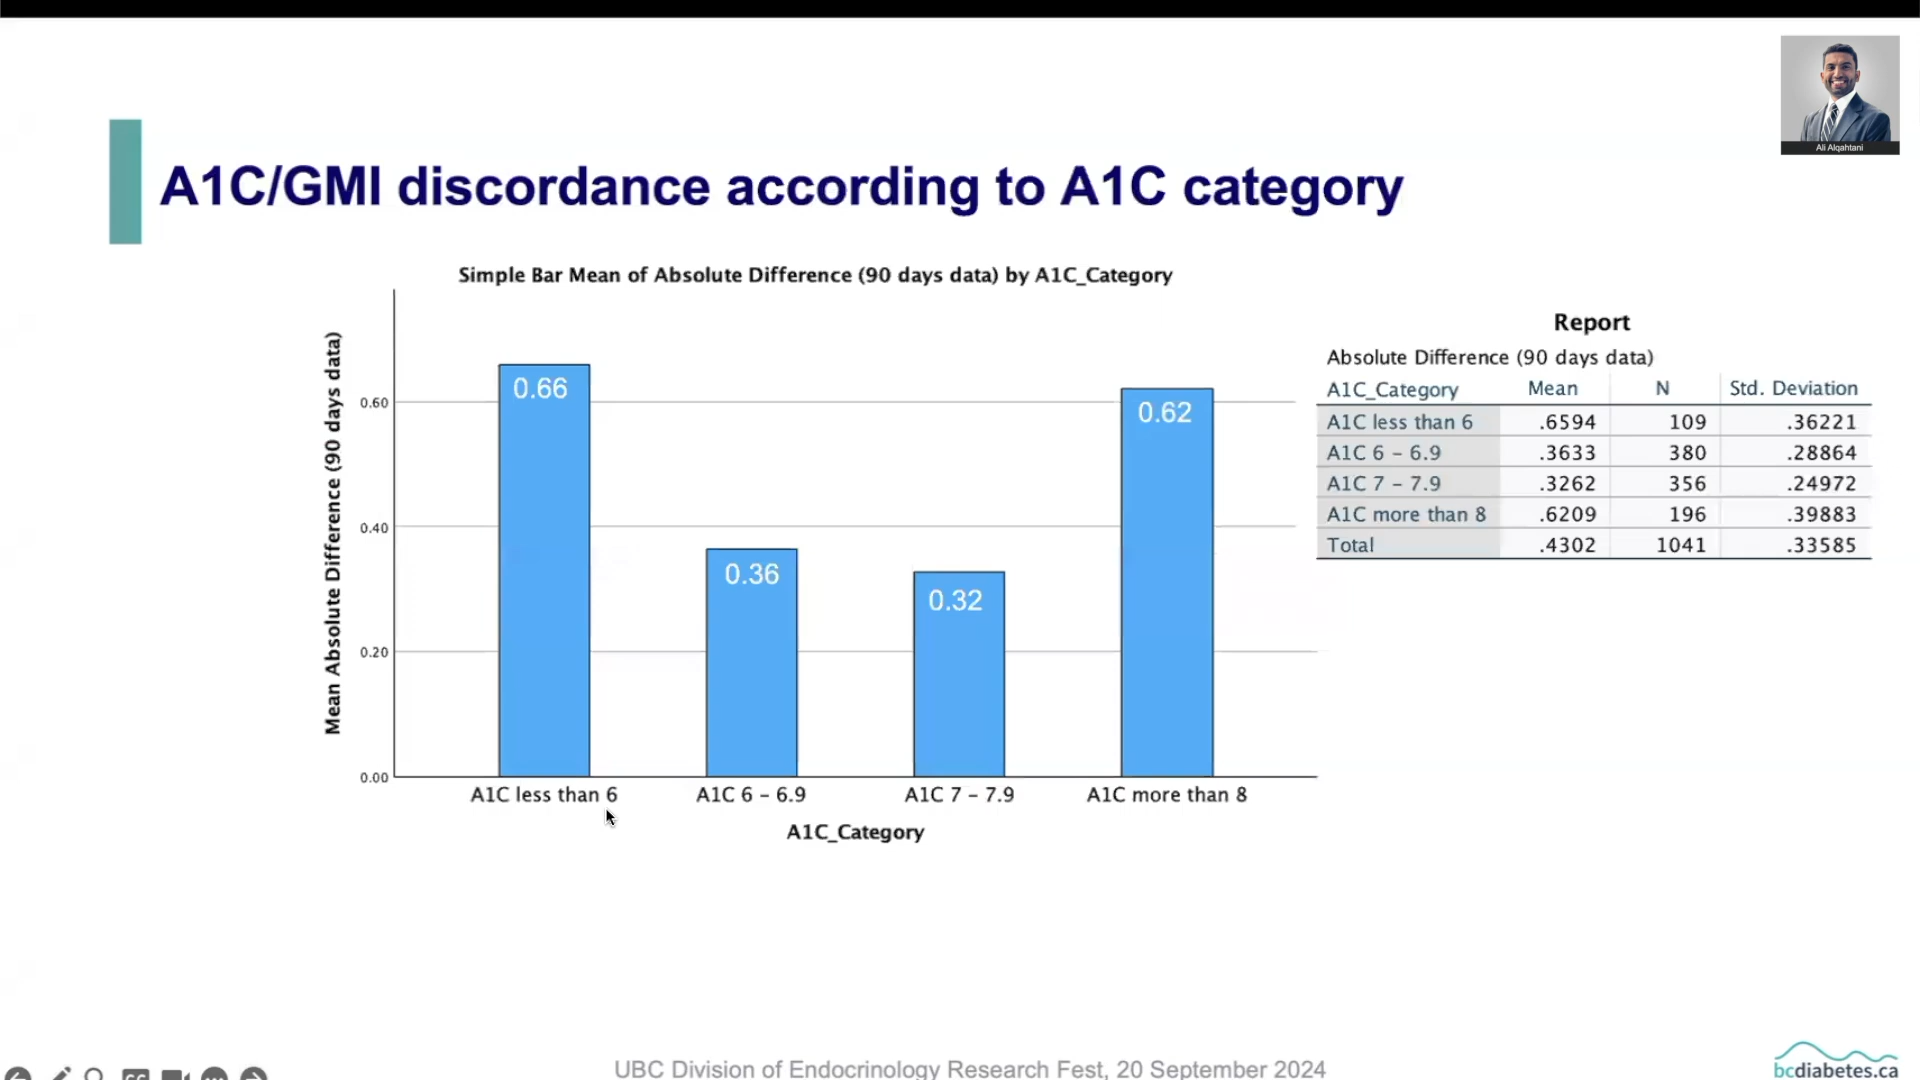 Ali Alqahtani
A1C/GMI discordance according to A1C category
Simple Bar Mean of Absolute Difference (90 days data) by A1C_Category
Mean Absolute Difference (90 days data)
0.60
0.40
0.20
0.00
0.66
0.36
0.32
0.62
A1C less than 6
A1C 6 – 6.9
A1C 7 – 7.9
A1C more than 8
A1C_Category
Report
Absolute Difference (90 days data)
A1C_Category Mean N Std. Deviation
A1C less than 6 .6594 109 .36221
A1C 6 – 6.9 .3633 380 .28864
A1C 7 – 7.9 .3262 356 .24972
A1C more than 8 .6209 196 .39883
Total .4302 1041 .33585
UBC Division of Endocrinology Research Fest, 20 September 2024
bcdiabetes.ca